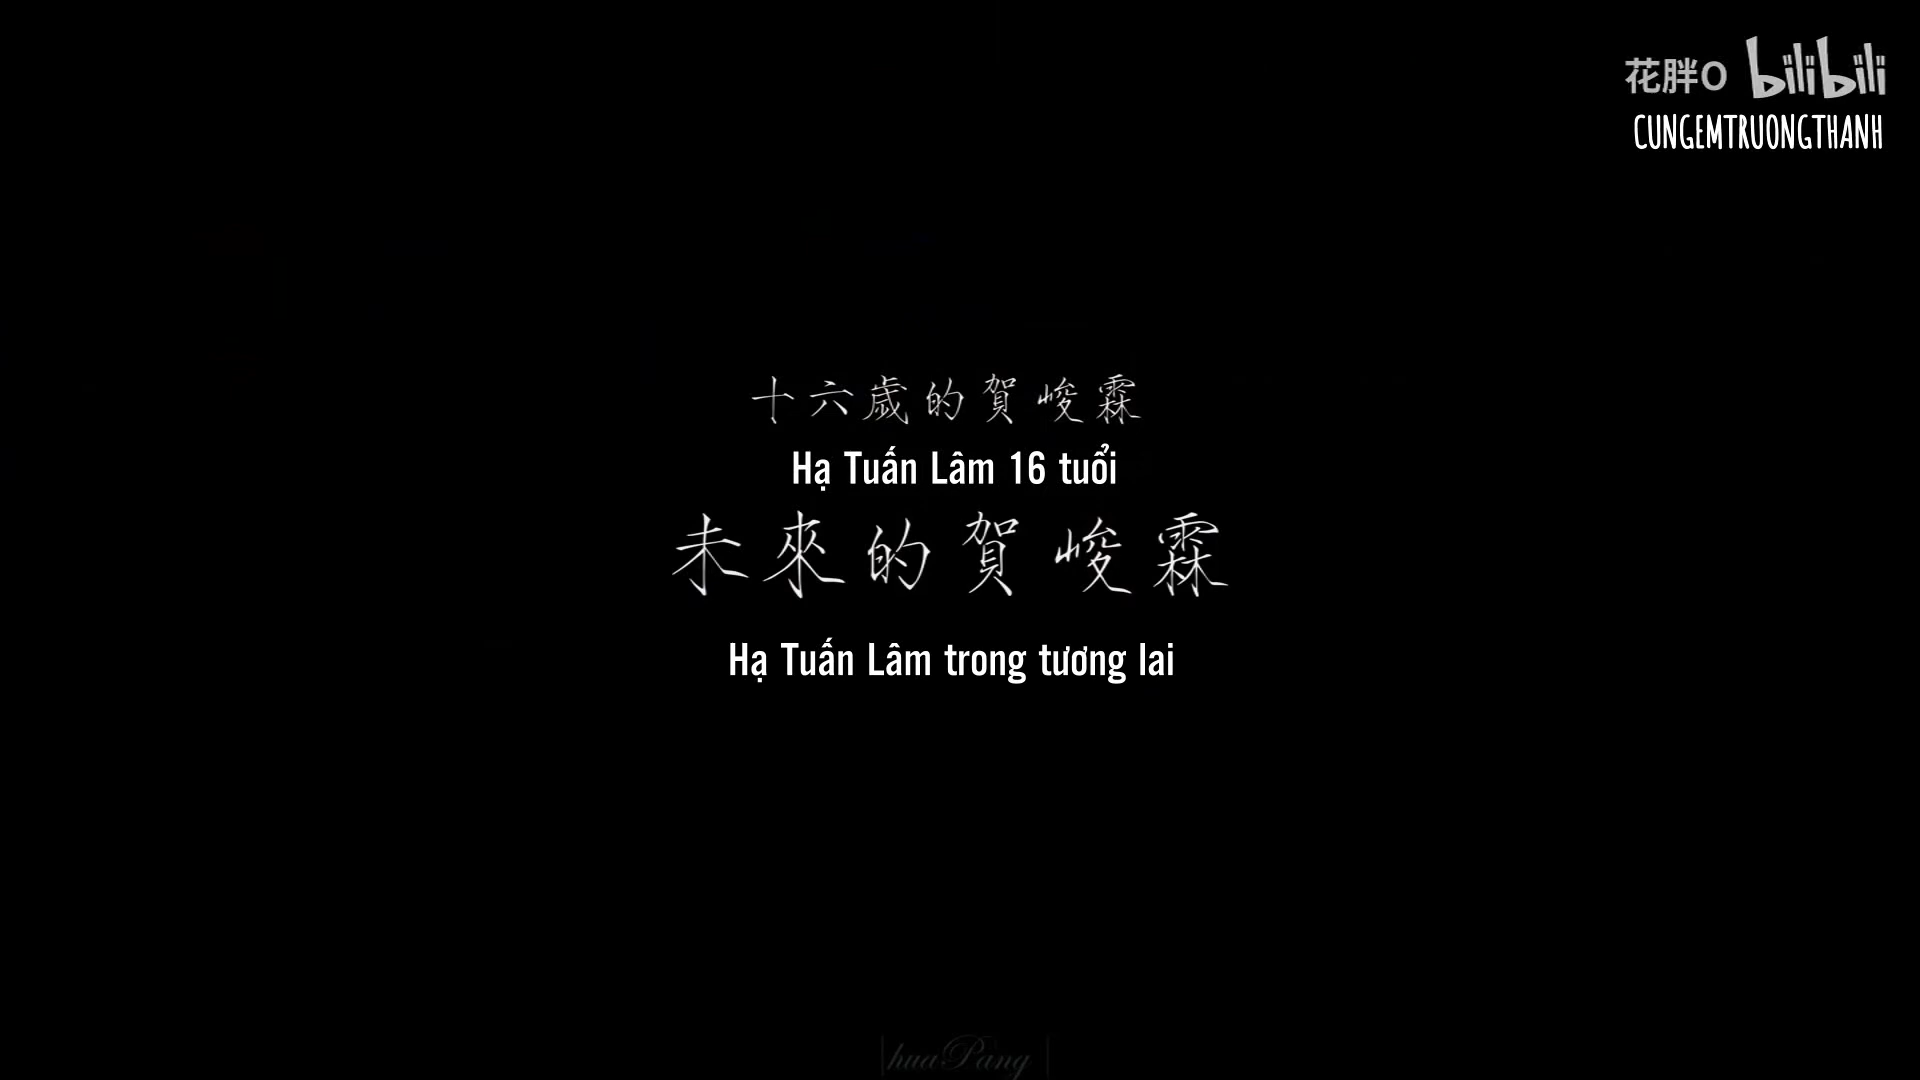 花胖O bilibili
CUNGEMTRUONGTHANH
十六歲的賀峻霖
Hạ Tuấn Lâm 16 tuổi
未來的賀峻霖
Hạ Tuấn Lâm trong tương lai
huaPang